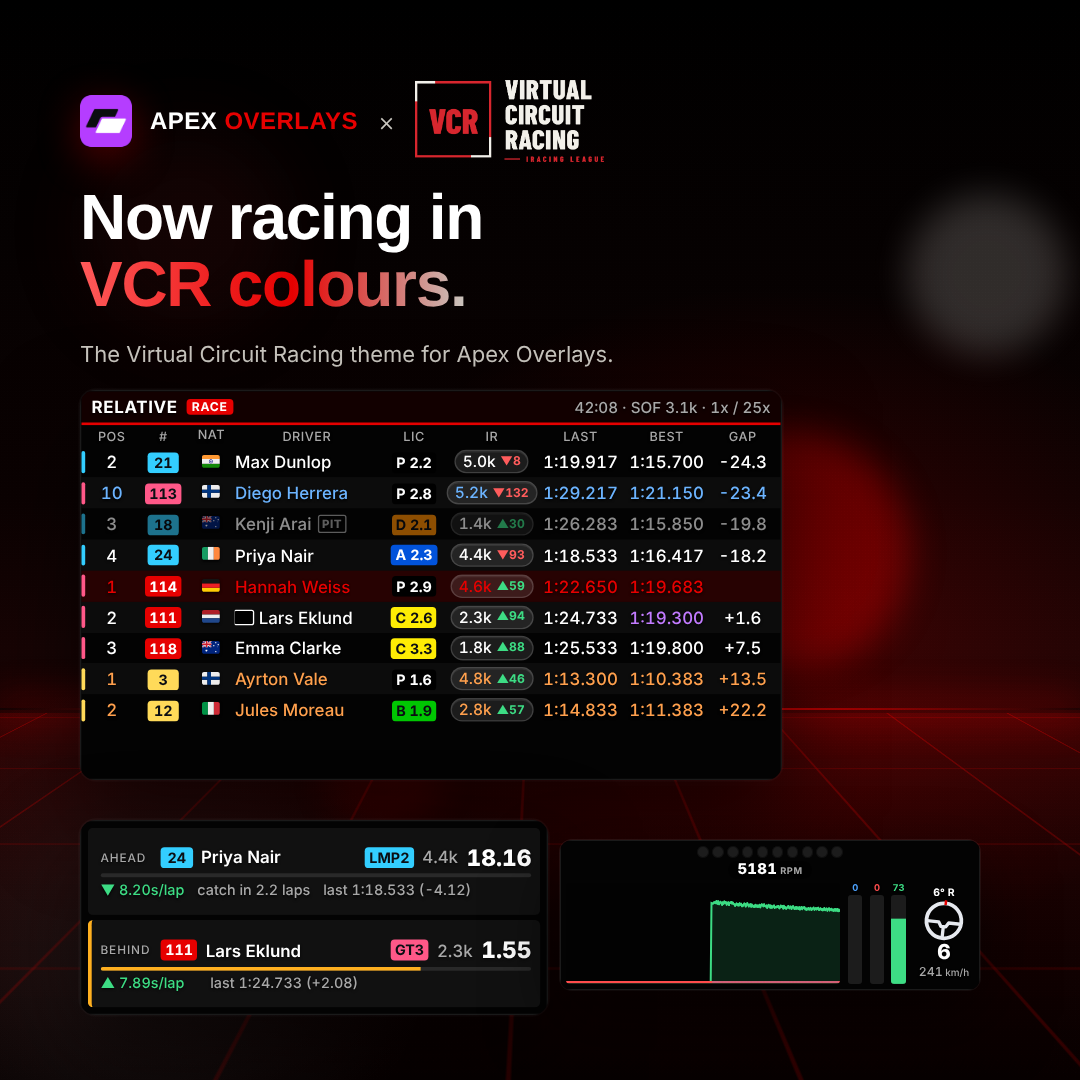 APEX OVERLAYS × VCR VIRTUAL
CIRCUIT
RACING
IRACING LEAGUE
Now racing in
VCR colours.
The Virtual Circuit Racing theme for Apex Overlays.
RELATIVE RACE 42:08 · SOF 3.1k · 1x / 25x
POS # NAT DRIVER LIC IR LAST BEST GAP
2 21 Max Dunlop P 2.2 5.0k ▼8 1:19.917 1:15.700 -24.3
10 113 Diego Herrera P 2.8 5.2k ▼132 1:29.217 1:21.150 -23.4
3 18 Kenji Arai PIT D 2.1 1.4k ▲30 1:26.283 1:15.850 -19.8
4 24 Priya Nair A 2.3 4.4k ▼93 1:18.533 1:16.417 -18.2
1 114 Hannah Weiss P 2.9 4.6k ▲59 1:22.650 1:19.683
2 111 Lars Eklund C 2.6 2.3k ▲94 1:24.733 1:19.300 +1.6
3 118 Emma Clarke C 3.3 1.8k ▲88 1:25.533 1:19.800 +7.5
1 3 Ayrton Vale P 1.6 4.8k ▲46 1:13.300 1:10.383 +13.5
2 12 Jules Moreau B 1.9 2.8k ▲57 1:14.833 1:11.383 +22.2
AHEAD 24 Priya Nair LMP2 4.4k 18.16
▼ 8.20s/lap catch in 2.2 laps last 1:18.533 (-4.12)
BEHIND 111 Lars Eklund GT3 2.3k 1.55
▲ 7.89s/lap last 1:24.733 (+2.08)
5181 RPM
0 0 73 6° R
6
241 km/h